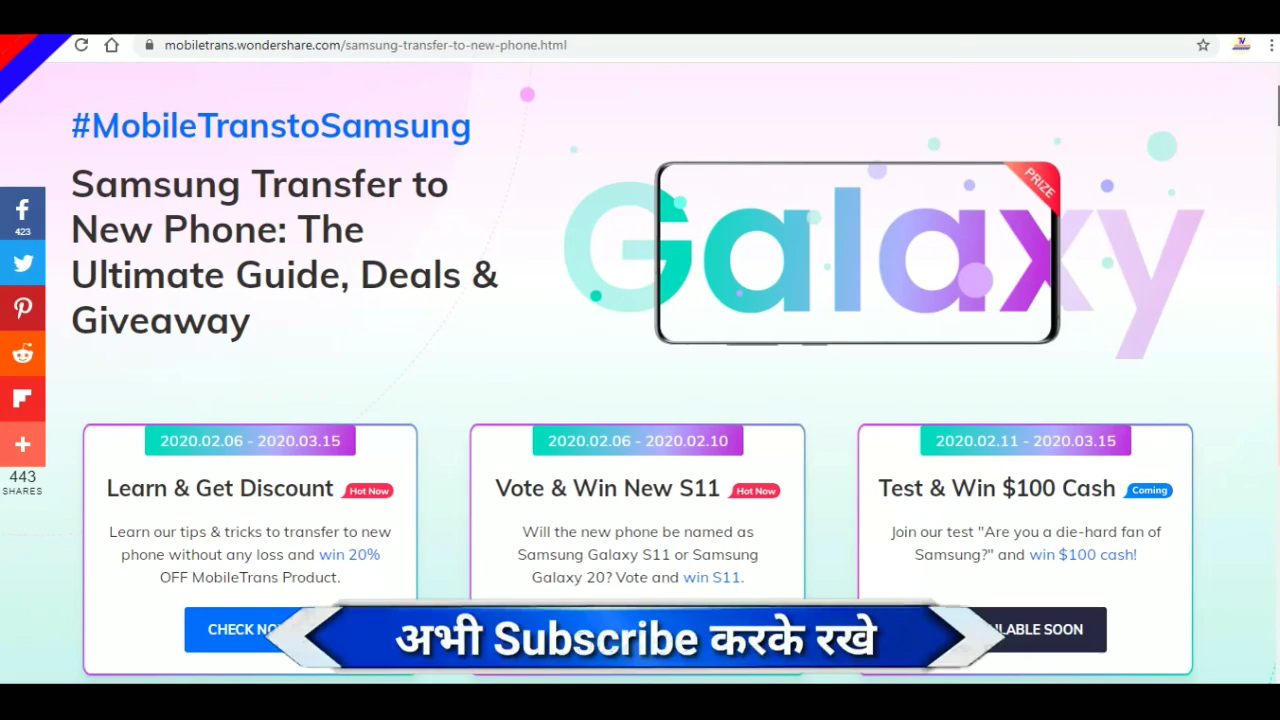 mobiletrans.wondershare.com/samsung-transfer-to-new-phone.html
#MobileTranstoSamsung
Samsung Transfer to
New Phone: The
Ultimate Guide, Deals &
Giveaway
Galaxy
PRIZE
423
443
SHARES
2020.02.06 - 2020.03.15
Learn & Get Discount Hot Now
Learn our tips & tricks to transfer to new
phone without any loss and win 20%
OFF MobileTrans Product.
CHECK NO
2020.02.06 - 2020.02.10
Vote & Win New S11 Hot Now
Will the new phone be named as
Samsung Galaxy S11 or Samsung
Galaxy 20? Vote and win S11.
2020.02.11 - 2020.03.15
Test & Win $100 Cash Coming
Join our test "Are you a die-hard fan of
Samsung?" and win $100 cash!
ILABLE SOON
अभी Subscribe करके रखे